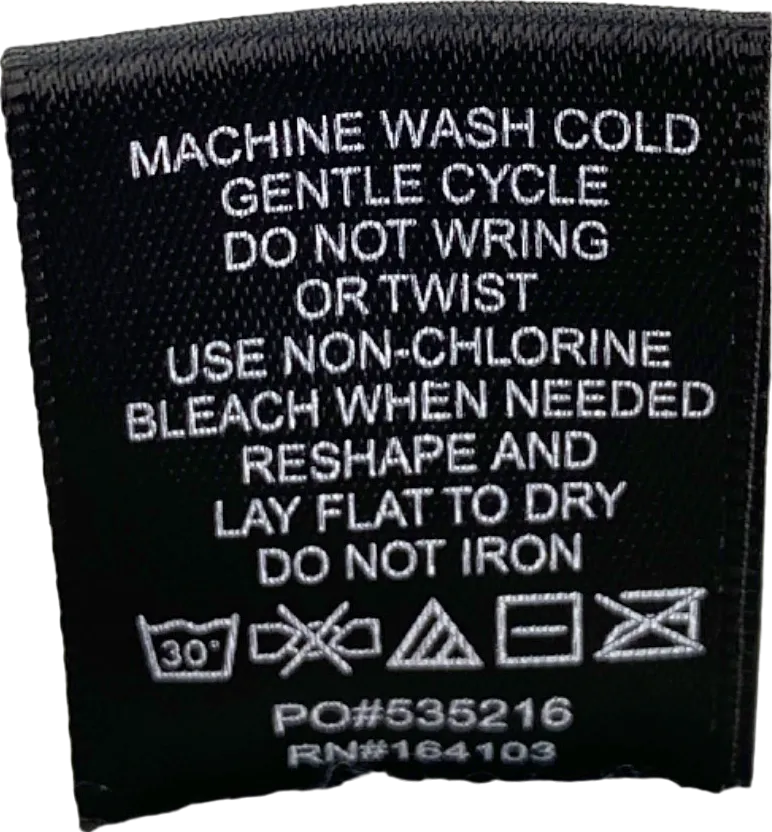 MACHINE WASH COLD
GENTLE CYCLE
DO NOT WRING
OR TWIST
USE NON-CHLORINE
BLEACH WHEN NEEDED
RESHAPE AND
LAY FLAT TO DRY
DO NOT IRON
30°
PO#535216
RN#164103